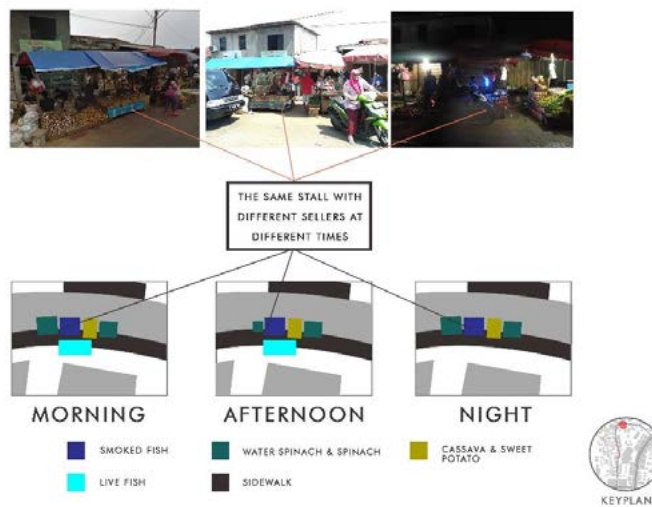 THE SAME STALL WITH
DIFFERENT SELLERS AT
DIFFERENT TIMES
MORNING
AFTERNOON
NIGHT
SMOKED FISH
WATER SPINACH & SPINACH
CASSAVA & SWEET
POTATO
LIVE FISH
SIDEWALK
KEYPLAN